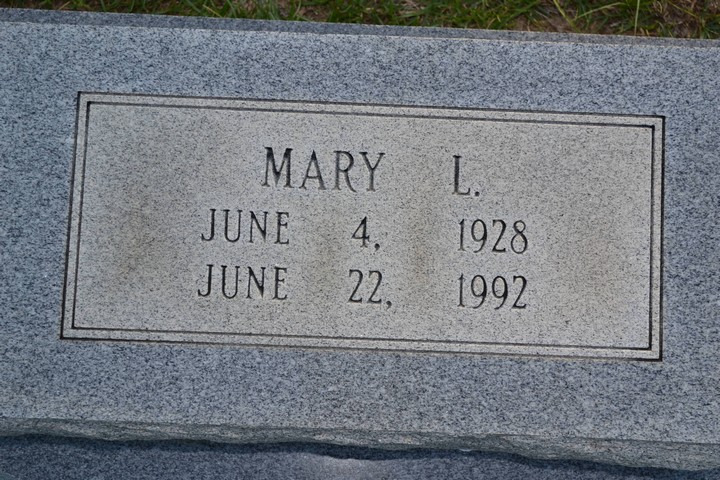 MARY L.
JUNE 4, 1928
JUNE 22, 1992